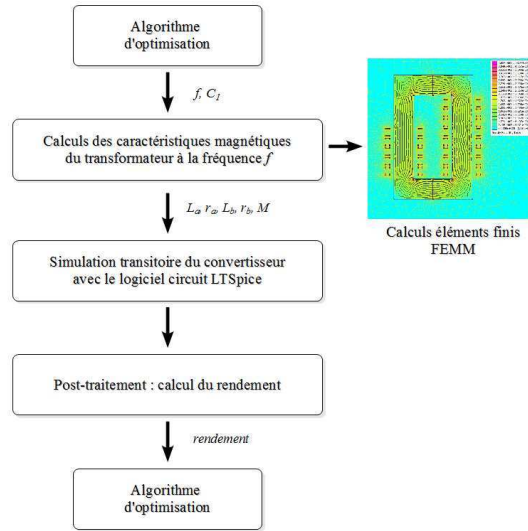 Algorithme
d'optimisation
f, C1
Calculs des caractéristiques magnétiques
du transformateur à la fréquence f
Calculs éléments finis
FEMM
La, ra, Lb, rb, M
Simulation transitoire du convertisseur
avec le logiciel circuit LTSpice
Post-traitement : calcul du rendement
rendement
Algorithme
d'optimisation